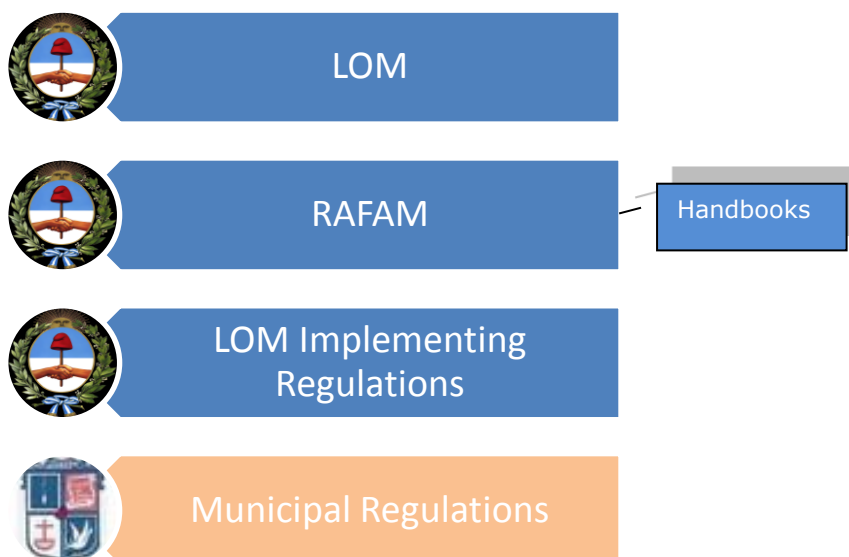 LOM
RAFAM
Handbooks
LOM Implementing
Regulations
Municipal Regulations